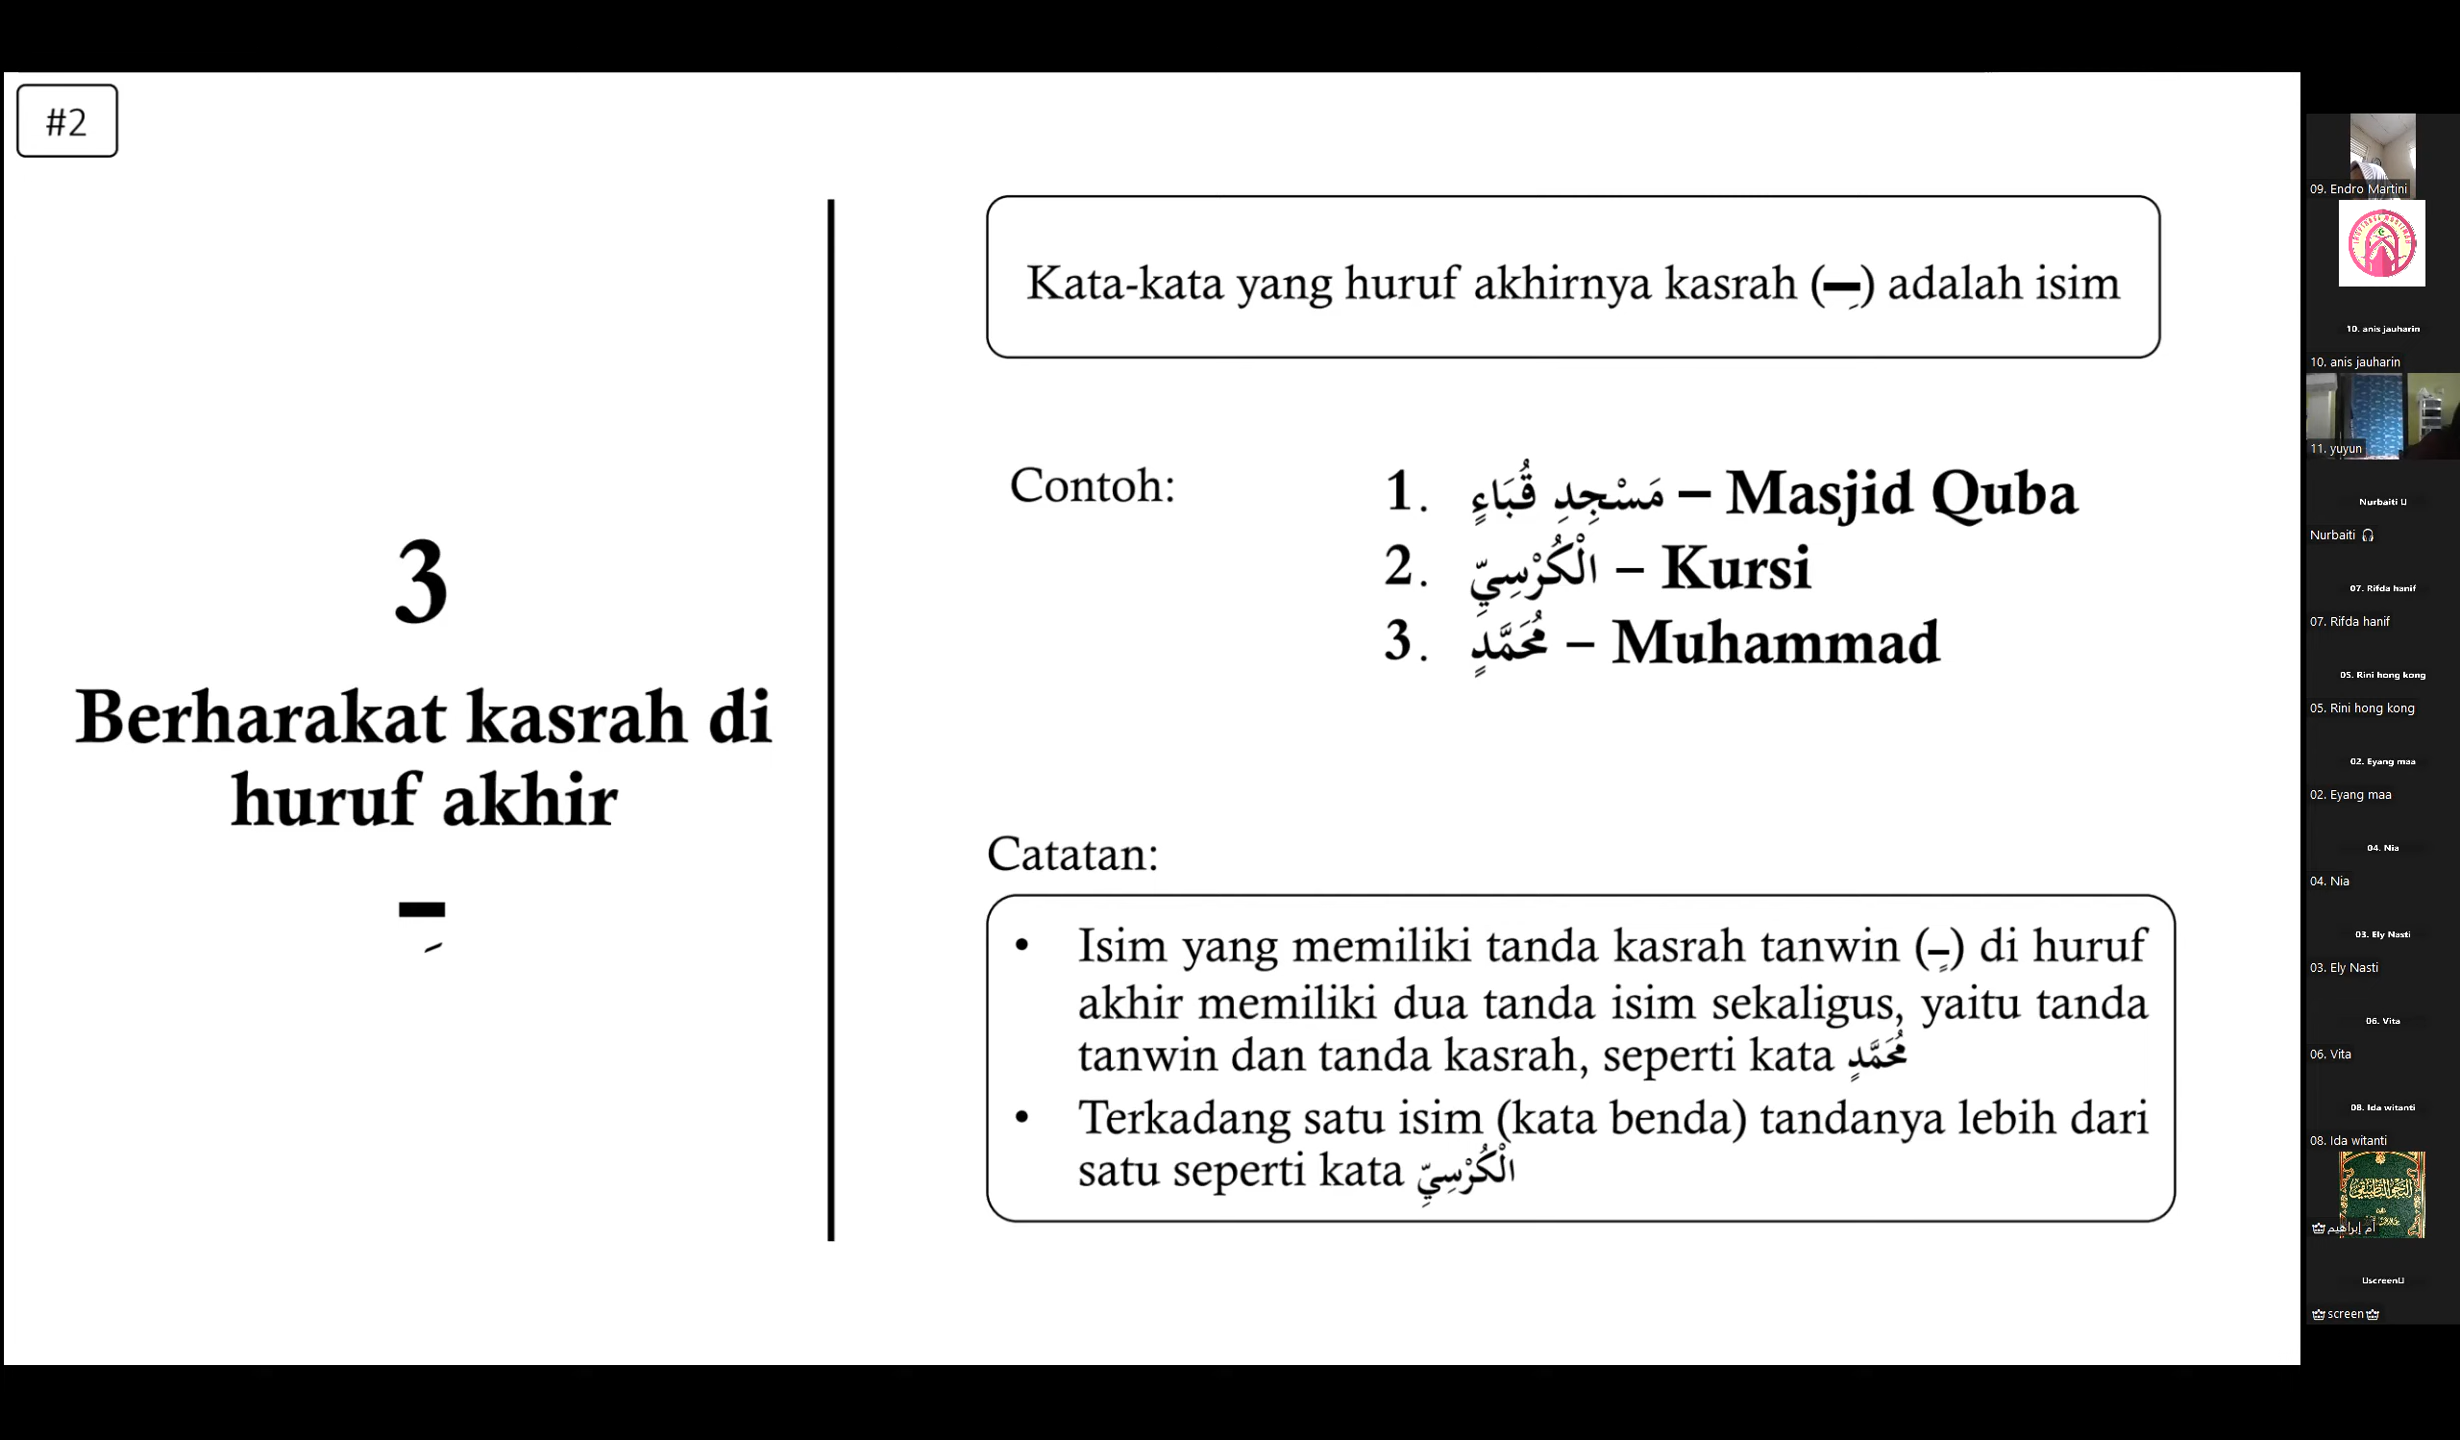 #2
3
Berharakat kasrah di
huruf akhir
ـِ
Kata-kata yang huruf akhirnya kasrah (ـِ) adalah isim
Contoh:
1. مَسْجِدِ قُبَاءٍ – Masjid Quba
2. الْكُرْسِيِّ – Kursi
3. مُحَمَّدٍ – Muhammad
Catatan:
• Isim yang memiliki tanda kasrah tanwin (ـٍ) di huruf
akhir memiliki dua tanda isim sekaligus, yaitu tanda
tanwin dan tanda kasrah, seperti kata مُحَمَّدٍ
• Terkadang satu isim (kata benda) tandanya lebih dari
satu seperti kata الْكُرْسِيِّ
09. Endro Martini
10. anis jauharin
10. anis jauharin
11. yuyun
Nurbaiti
Nurbaiti
07. Rifda hanif
07. Rifda hanif
05. Rini hong kong
05. Rini hong kong
02. Eyang maa
02. Eyang maa
04. Nia
04. Nia
03. Ely Nasti
03. Ely Nasti
06. Vita
06. Vita
08. Ida witanti
08. Ida witanti
النحو التطبيقي
أم إبراهيم
screen
screen